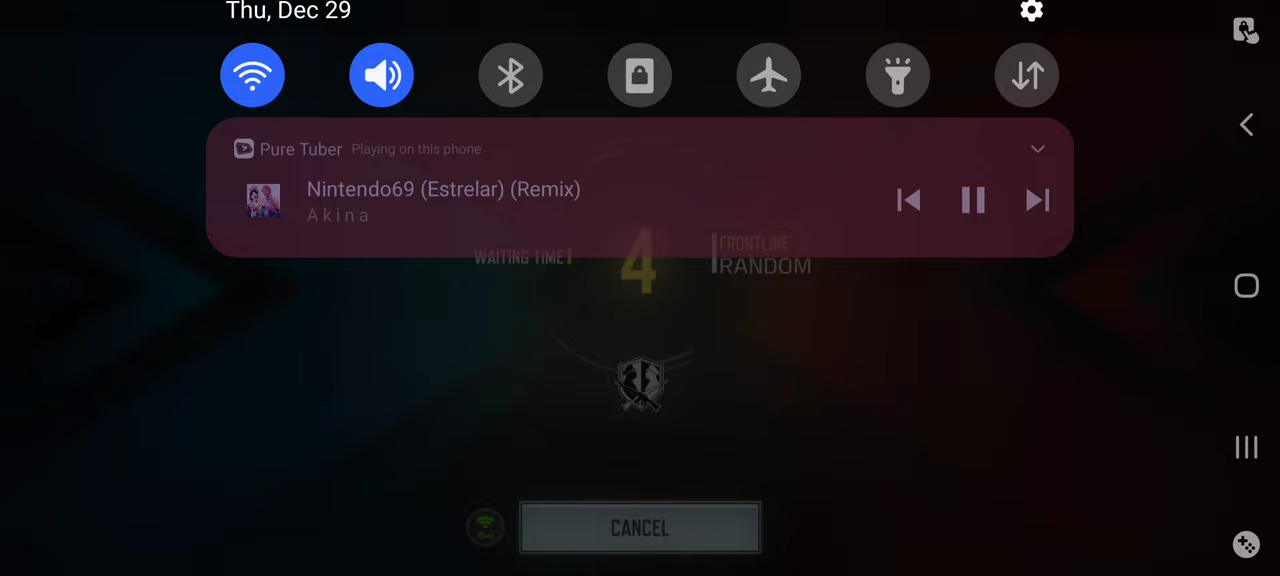 Thu, Dec 29
Pure Tuber Playing on this phone
Nintendo69 (Estrelar) (Remix)
A k i n a
WAITING TIME
4
FRONTLINE
RANDOM
CANCEL